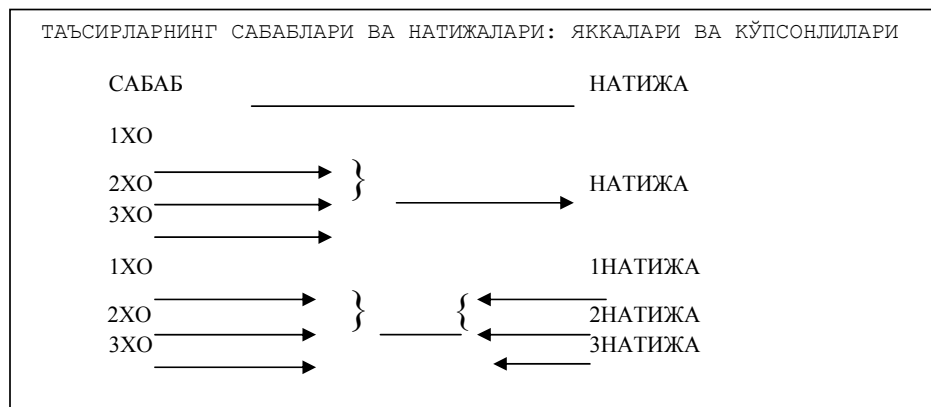 ТАЪСИРЛАРНИНГ САБАБЛАРИ ВА НАТИЖАЛАРИ: ЯККАЛАРИ ВА КЎПСОНЛИЛАРИ
САБАБ НАТИЖА
1ХО
2ХО НАТИЖА
3ХО
1ХО 1НАТИЖА
2ХО 2НАТИЖА
3ХО 3НАТИЖА